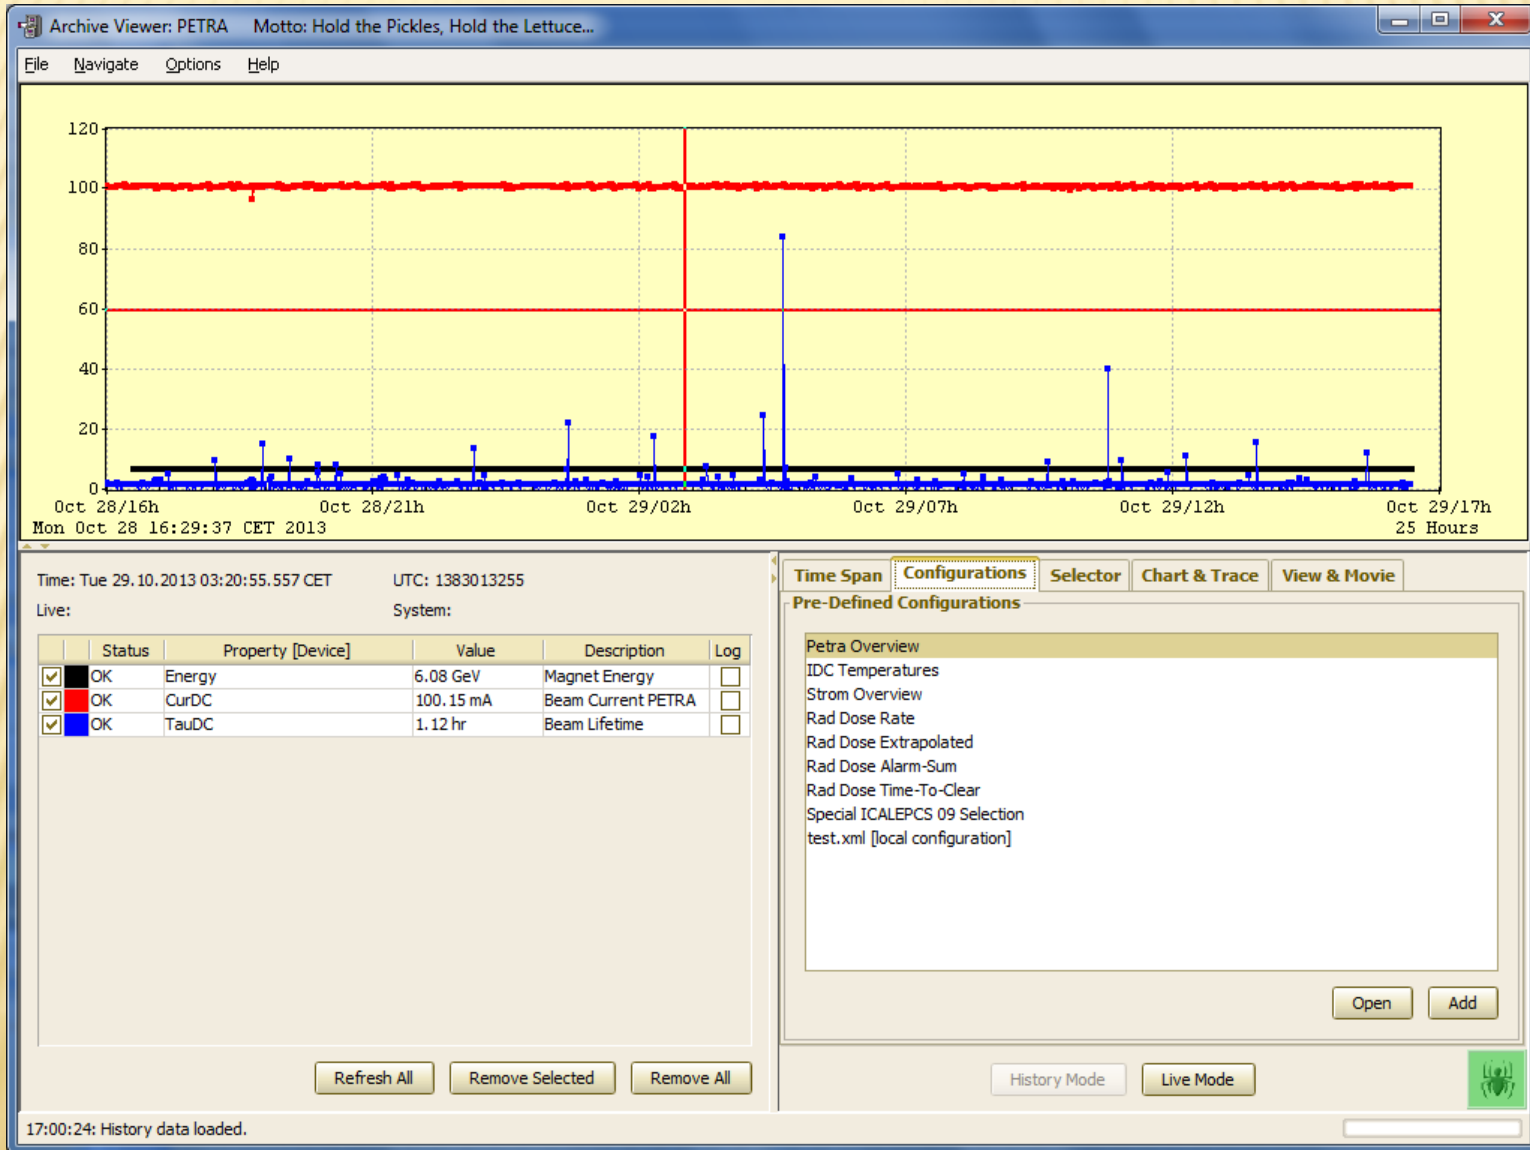 Archive Viewer: PETRA Motto: Hold the Pickles, Hold the Lettuce...
File Navigate Options Help
120
100
80
60
40
20
0
Oct 28/16h Oct 28/21h Oct 29/02h Oct 29/07h Oct 29/12h Oct 29/17h
Mon Oct 28 16:29:37 CET 2013 25 Hours
Time: Tue 29.10.2013 03:20:55.557 CET UTC: 1383013255
Live: System:
Status Property [Device] Value Description Log
OK Energy 6.08 GeV Magnet Energy
OK CurDC 100.15 mA Beam Current PETRA
OK TauDC 1.12 hr Beam Lifetime
Refresh All Remove Selected Remove All
Time Span Configurations Selector Chart & Trace View & Movie
Pre-Defined Configurations
Petra Overview
IDC Temperatures
Strom Overview
Rad Dose Rate
Rad Dose Extrapolated
Rad Dose Alarm-Sum
Rad Dose Time-To-Clear
Special ICALEPCS 09 Selection
test.xml [local configuration]
Open Add
History Mode Live Mode
17:00:24: History data loaded.